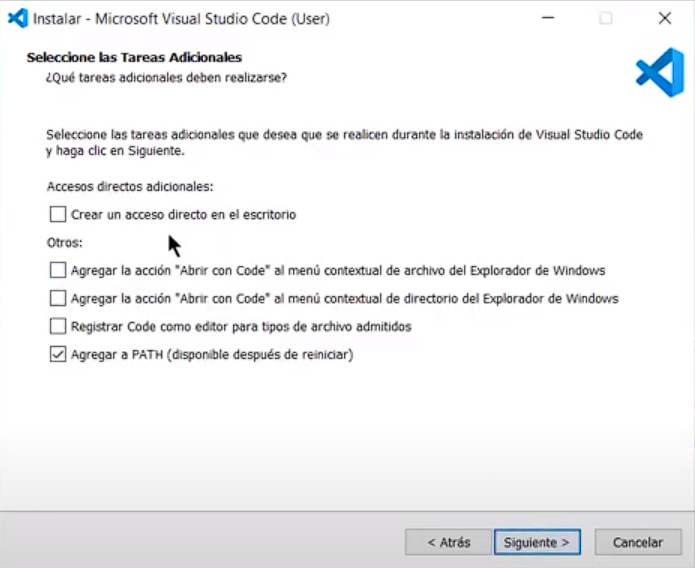 Instalar - Microsoft Visual Studio Code (User)
Seleccione las Tareas Adicionales
¿Qué tareas adicionales deben realizarse?
Seleccione las tareas adicionales que desea que se realicen durante la instalación de Visual Studio Code
y haga clic en Siguiente.
Accesos directos adicionales:
Crear un acceso directo en el escritorio
Otros:
Agregar la acción "Abrir con Code" al menú contextual de archivo del Explorador de Windows
Agregar la acción "Abrir con Code" al menú contextual de directorio del Explorador de Windows
Registrar Code como editor para tipos de archivo admitidos
Agregar a PATH (disponible después de reiniciar)
< Atrás
Siguiente >
Cancelar